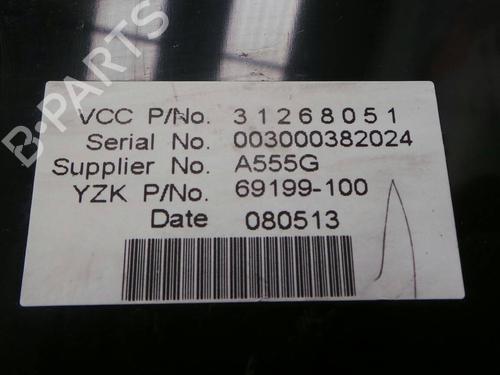 B-PARTS
VCC P/No. 31268051
Serial No. 003000382024
Supplier No. A555G
YZK P/No. 69199-100
Date 080513